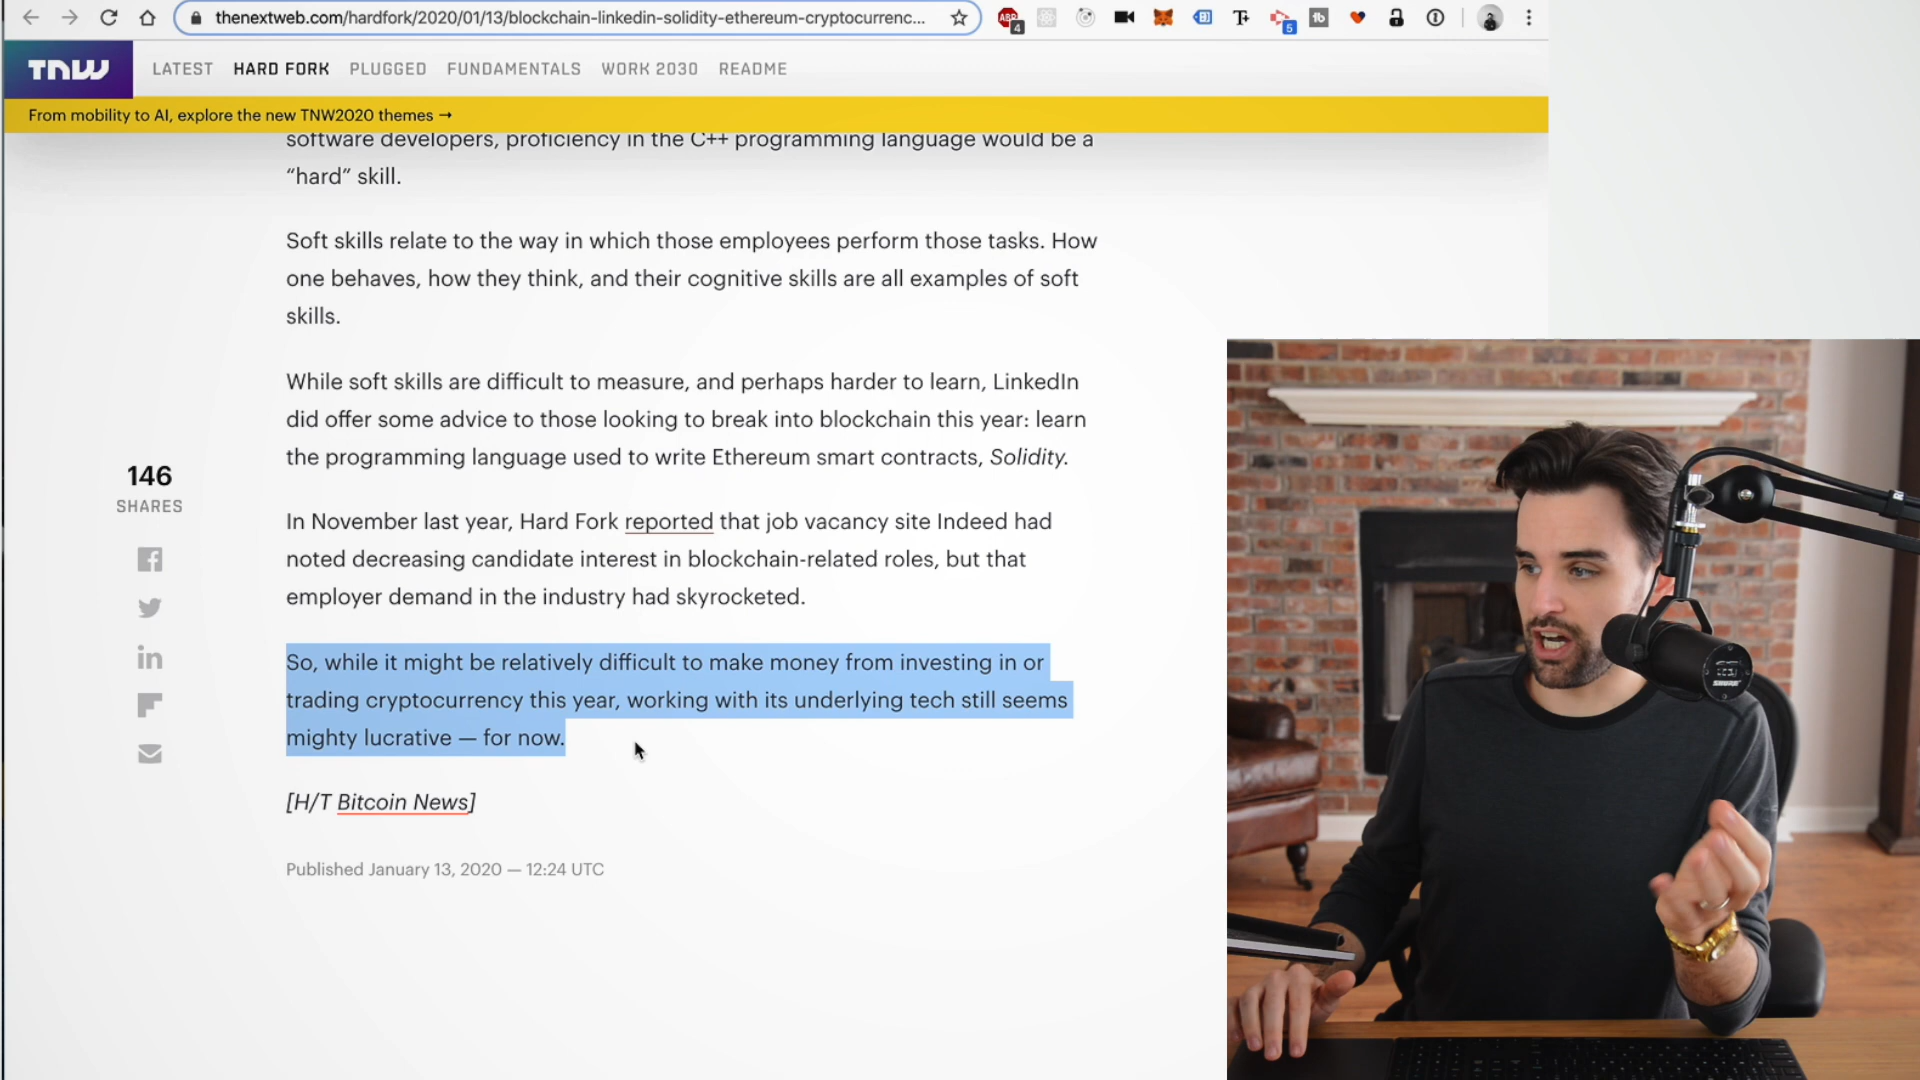 thenextweb.com/hardfork/2020/01/13/blockchain-linkedin-solidity-ethereum-cryptocurrenc...
ABP
4
5
TNW
LATEST HARD FORK PLUGGED FUNDAMENTALS WORK 2030 README
From mobility to AI, explore the new TNW2020 themes →
software developers, proficiency in the C++ programming language would be a
“hard” skill.
Soft skills relate to the way in which those employees perform those tasks. How
one behaves, how they think, and their cognitive skills are all examples of soft
skills.
While soft skills are difficult to measure, and perhaps harder to learn, LinkedIn
did offer some advice to those looking to break into blockchain this year: learn
the programming language used to write Ethereum smart contracts, Solidity.
146
SHARES
In November last year, Hard Fork reported that job vacancy site Indeed had
noted decreasing candidate interest in blockchain-related roles, but that
employer demand in the industry had skyrocketed.
So, while it might be relatively difficult to make money from investing in or
trading cryptocurrency this year, working with its underlying tech still seems
mighty lucrative — for now.
[H/T Bitcoin News]
Published January 13, 2020 — 12:24 UTC
SHURE